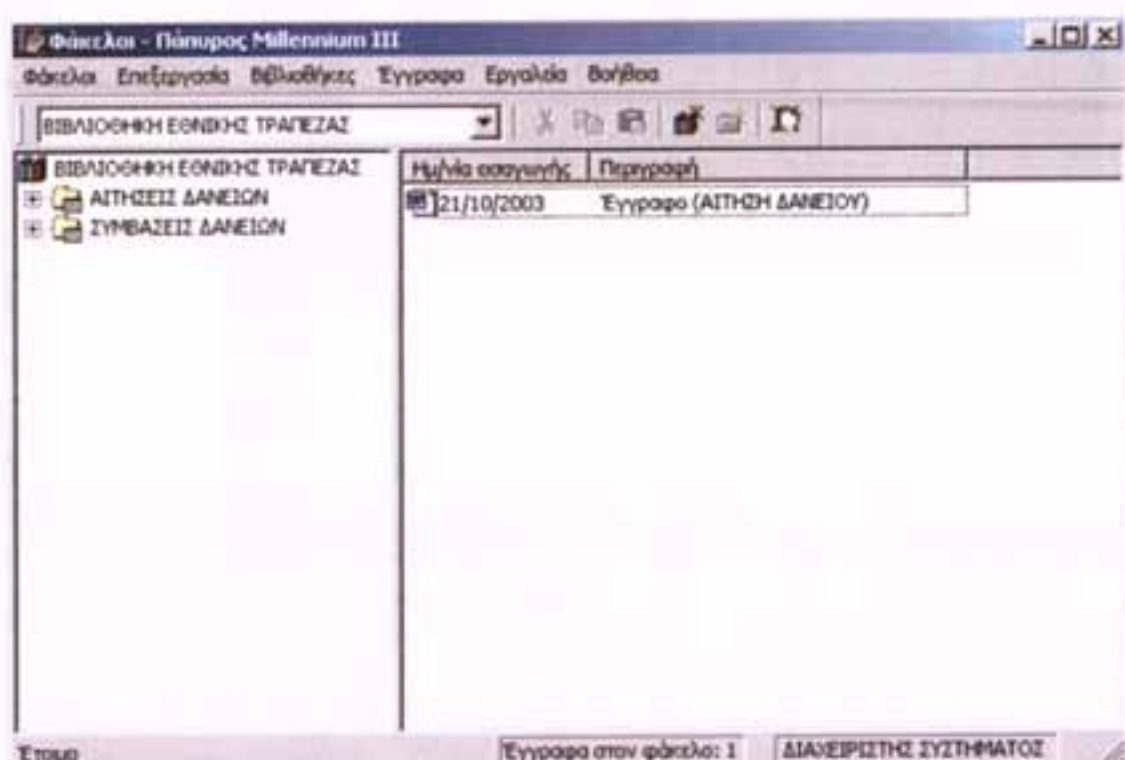 Φάκελοι - Πάπυρος Millennium III
Φάκελοι Επεξεργασία Βιβλιοθήκες Έγγραφα Εργαλεία Βοήθεια
ΒΙΒΛΙΟΘΗΚΗ ΕΘΝΙΚΗΣ ΤΡΑΠΕΖΑΣ
ΒΙΒΛΙΟΘΗΚΗ ΕΘΝΙΚΗΣ ΤΡΑΠΕΖΑΣ
ΑΙΤΗΣΕΙΣ ΔΑΝΕΙΩΝ
ΣΥΜΒΑΣΕΙΣ ΔΑΝΕΙΩΝ
Ημ/νία εισαγωγής Περιγραφή
21/10/2003 Έγγραφο (ΑΙΤΗΣΗ ΔΑΝΕΙΟΥ)
Έτοιμο Έγγραφα στον φάκελο: 1 ΔΙΑΧΕΙΡΙΣΤΗΣ ΣΥΣΤΗΜΑΤΟΣ